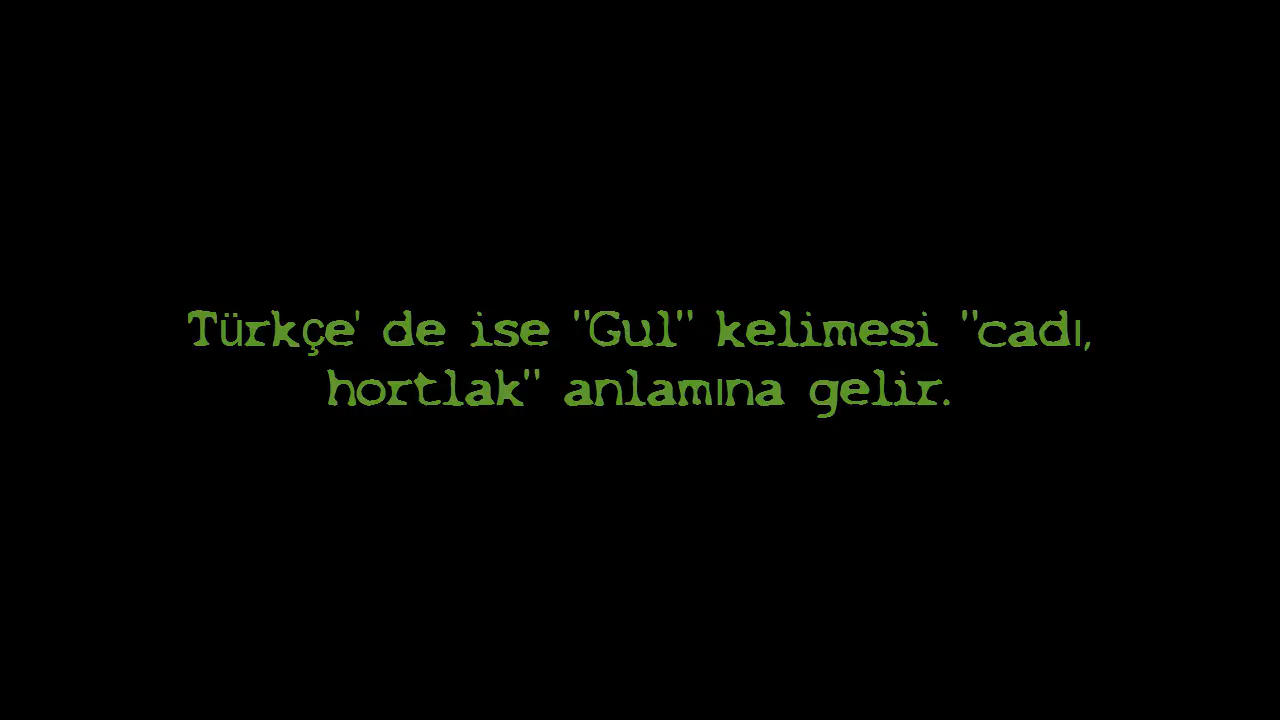 Türkçe' de ise "Gul" kelimesi "cadı,
hortlak" anlamına gelir.